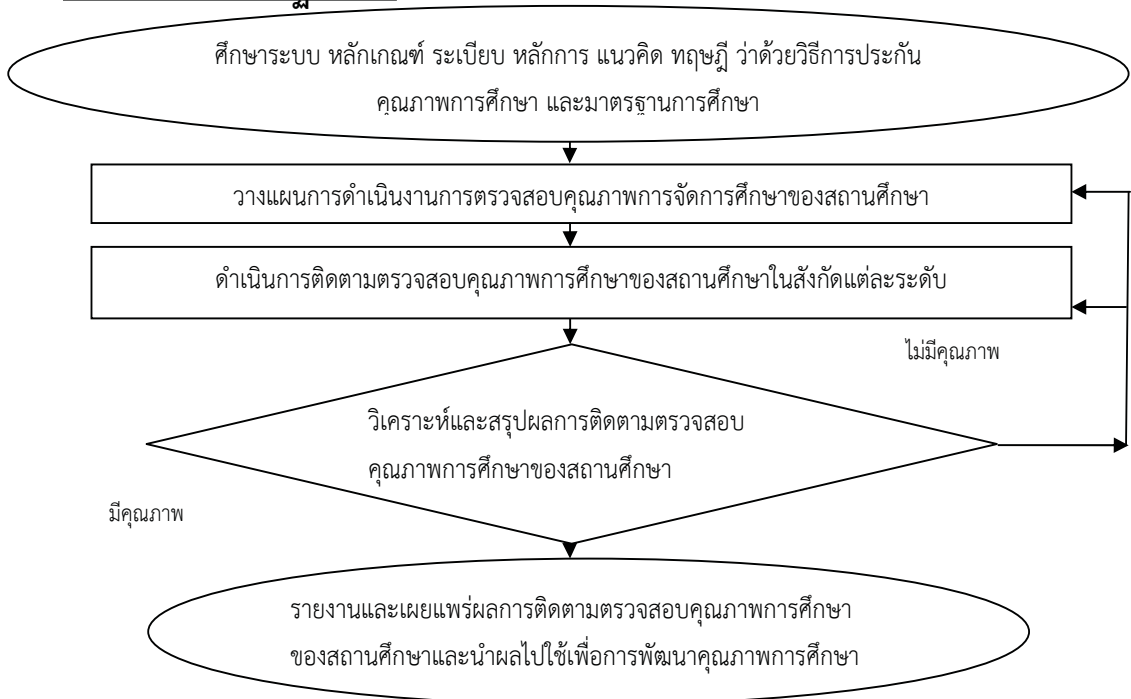 ศึกษาระบบ หลักเกณฑ์ ระเบียบ หลักการ แนวคิด ทฤษฎี ว่าด้วยวิธีการประกัน
คุณภาพการศึกษา และมาตรฐานการศึกษา
วางแผนการดำเนินงานการตรวจสอบคุณภาพการจัดการศึกษาของสถานศึกษา
ดำเนินการติดตามตรวจสอบคุณภาพการศึกษาของสถานศึกษาในสังกัดแต่ละระดับ
ไม่มีคุณภาพ
วิเคราะห์และสรุปผลการติดตามตรวจสอบ
คุณภาพการศึกษาของสถานศึกษา
มีคุณภาพ
รายงานและเผยแพร่ผลการติดตามตรวจสอบคุณภาพการศึกษา
ของสถานศึกษาและนำผลไปใช้เพื่อการพัฒนาคุณภาพการศึกษา